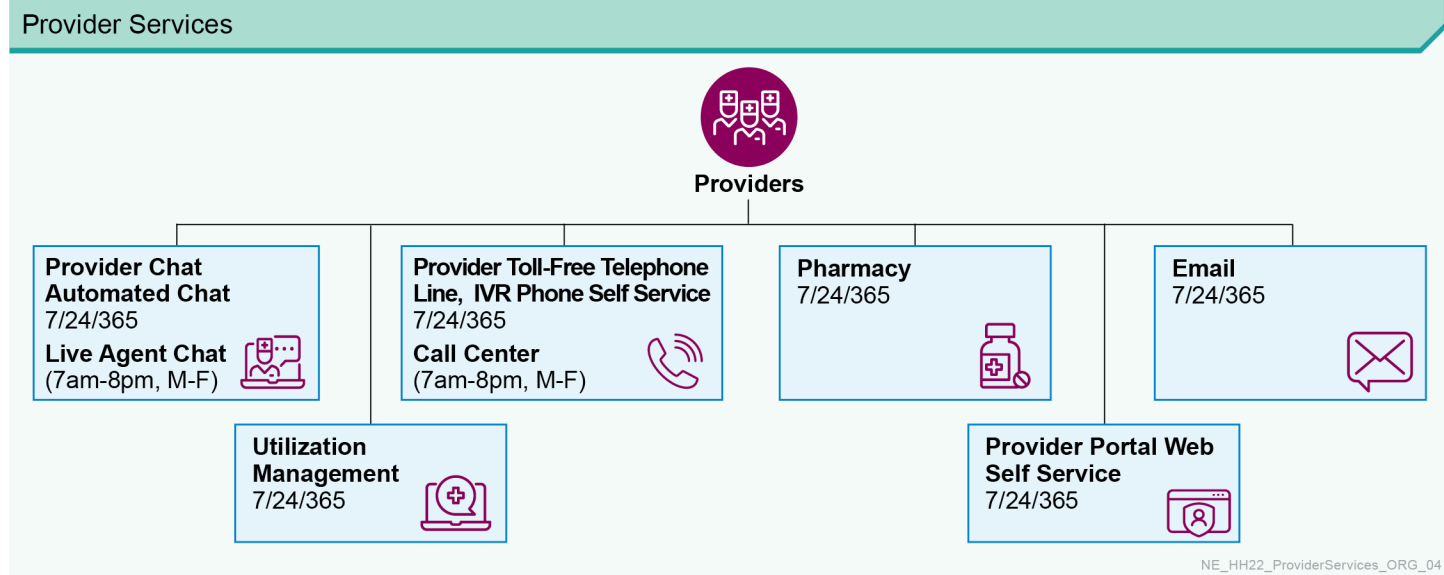 Provider Services
Providers
Provider Chat
Automated Chat
7/24/365
Live Agent Chat
(7am-8pm, M-F)
Provider Toll-Free Telephone
Line, IVR Phone Self Service
7/24/365
Call Center
(7am-8pm, M-F)
Pharmacy
7/24/365
Email
7/24/365
Utilization
Management
7/24/365
Provider Portal Web
Self Service
7/24/365
NE_HH22_ProviderServices_ORG_04